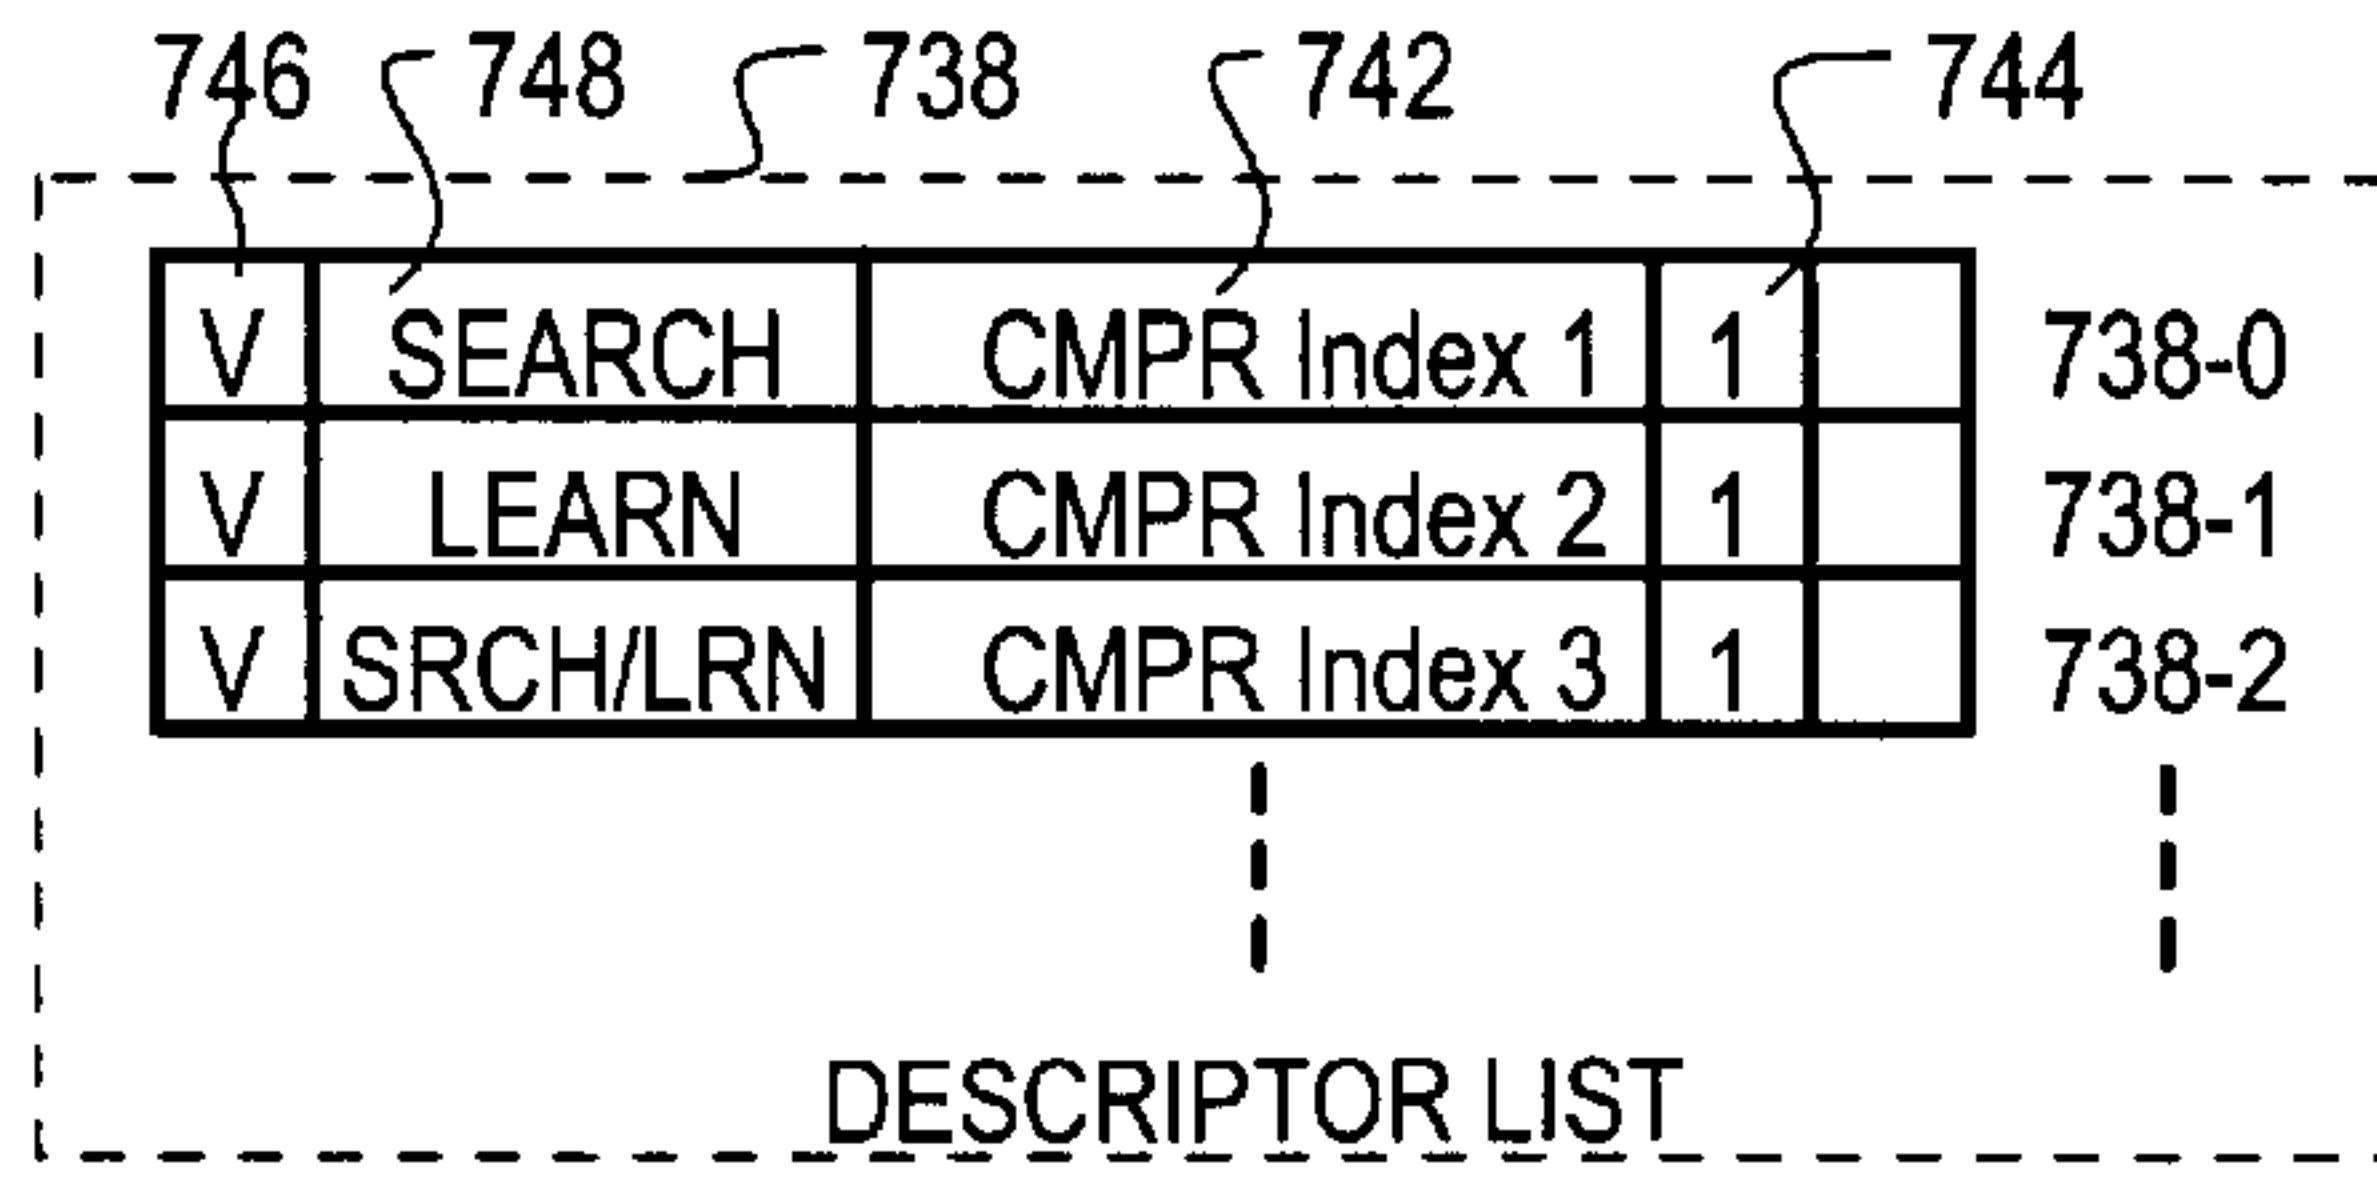 746 748 738 742 744
V SEARCH CMPR Index 1 1 738-0
V LEARN CMPR Index 2 1 738-1
V SRCH/LRN CMPR Index 3 1 738-2
DESCRIPTOR LIST